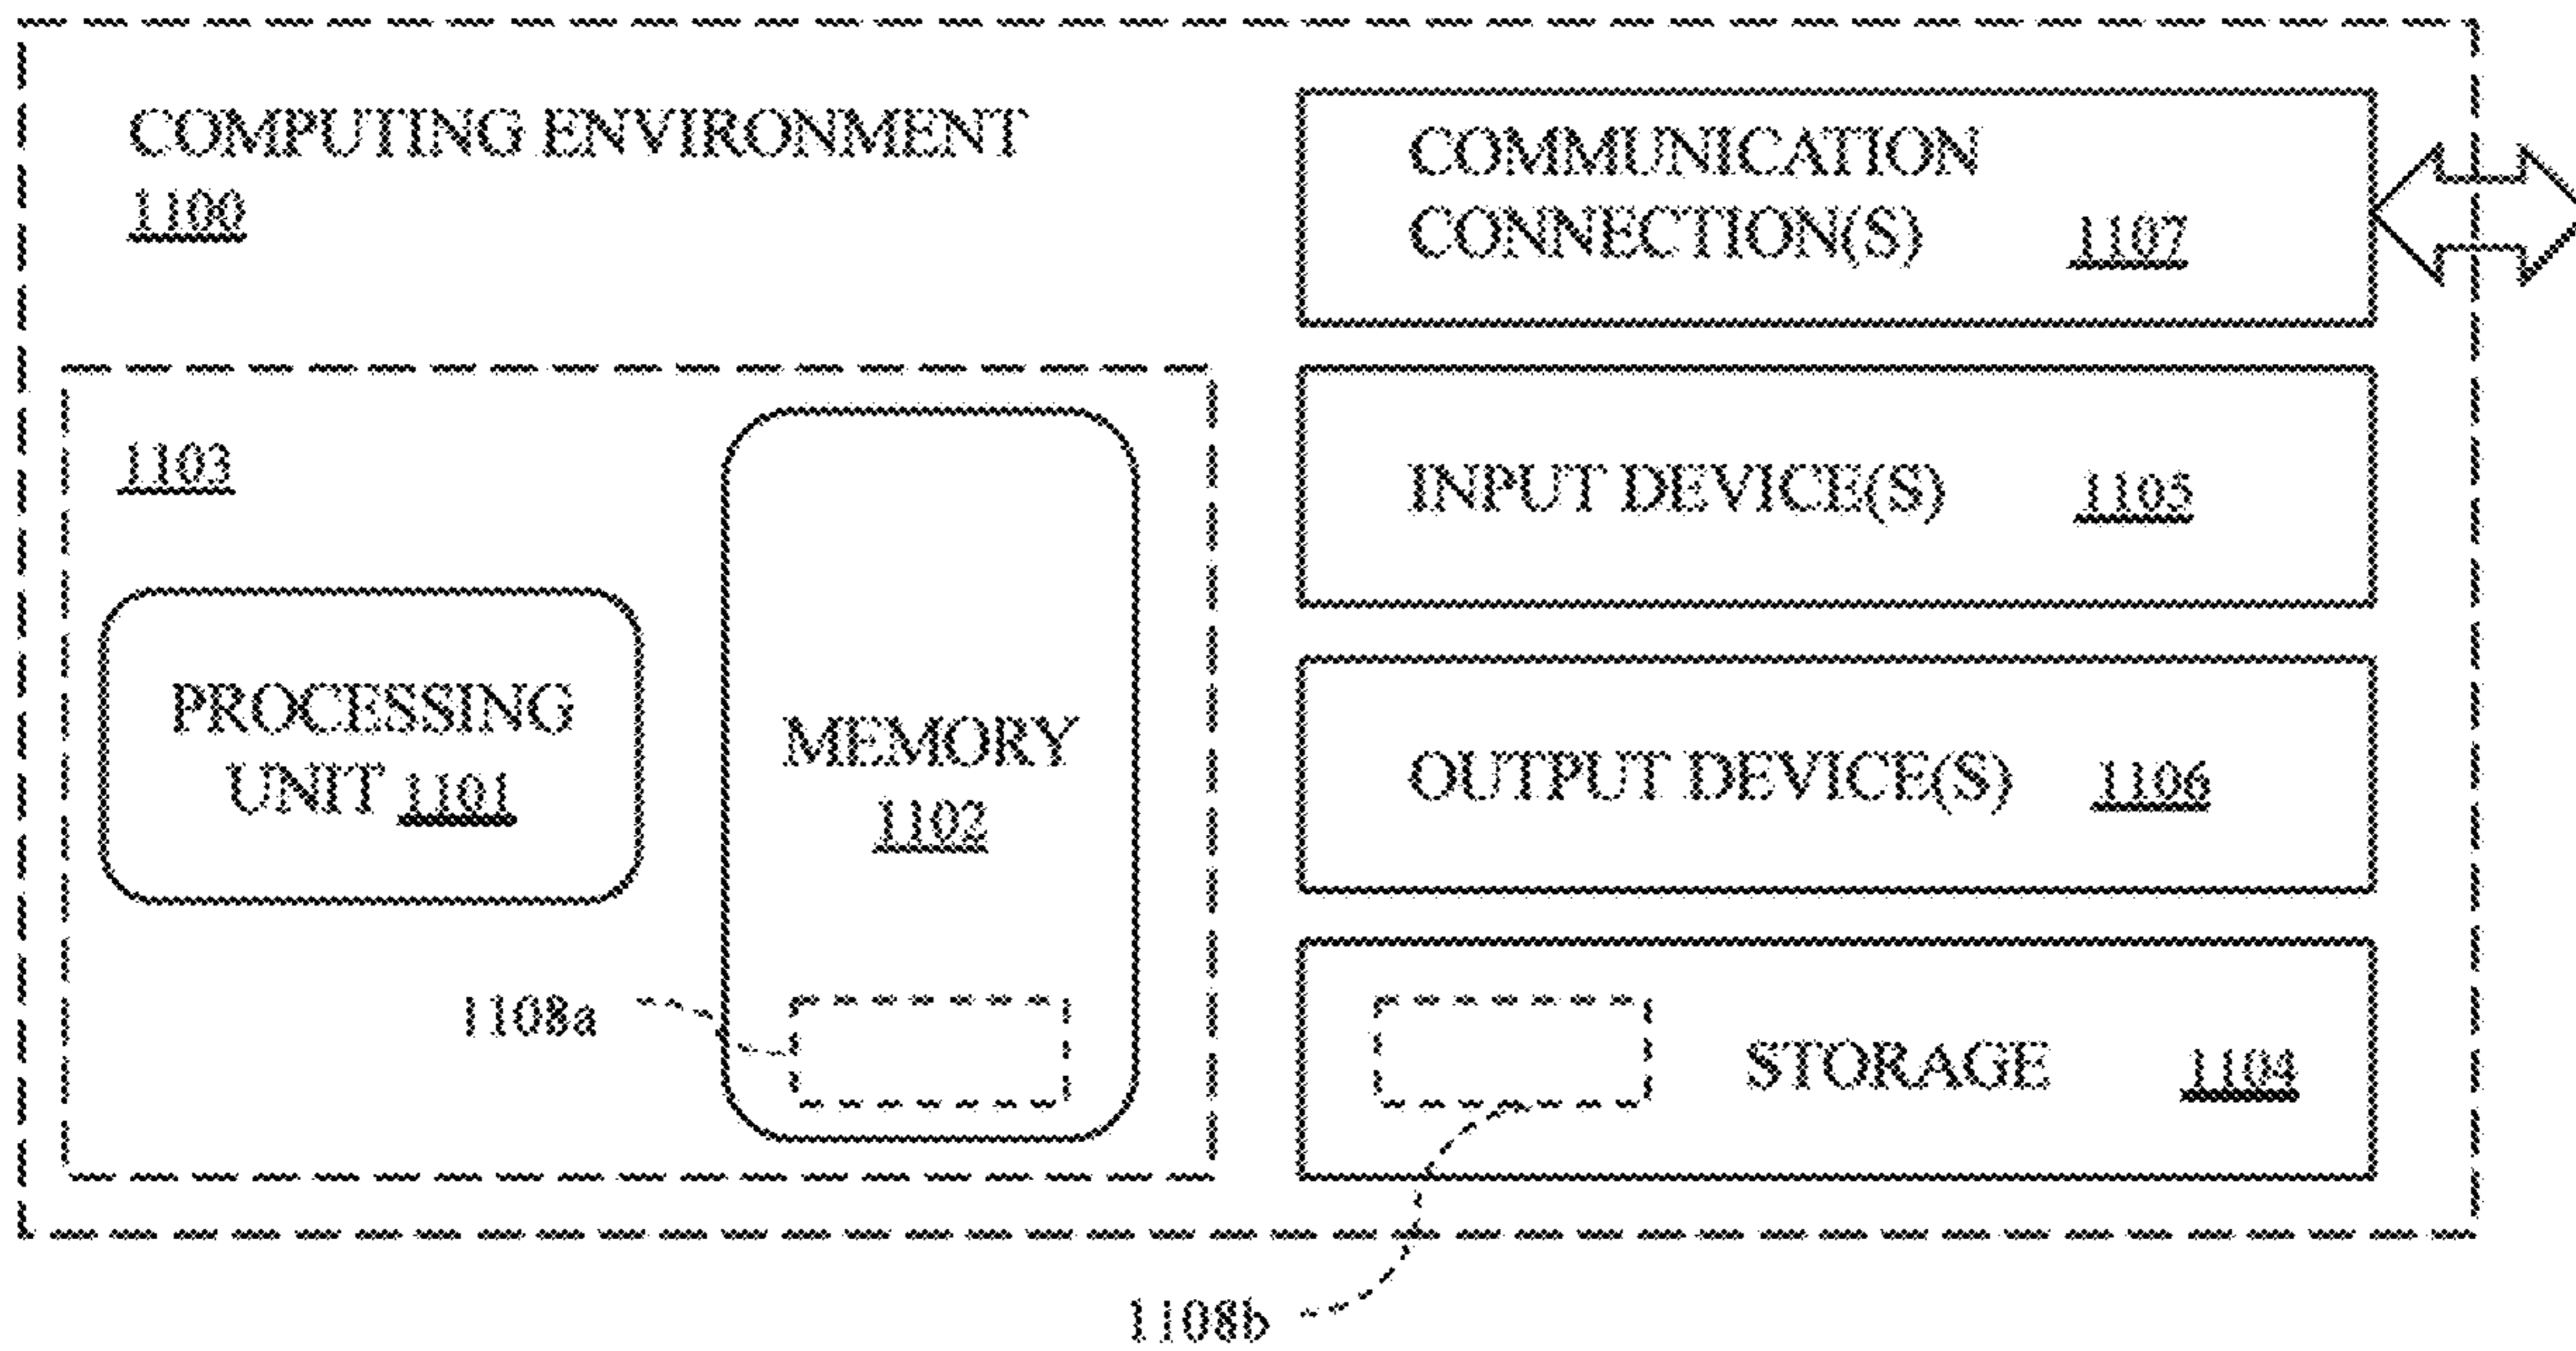 COMPUTING ENVIRONMENT
1100
COMMUNICATION
CONNECTION(S) 1107
1103
INPUT DEVICE(S) 1105
PROCESSING
UNIT 1101
MEMORY
1102
OUTPUT DEVICE(S) 1106
1108a
STORAGE 1104
1108b